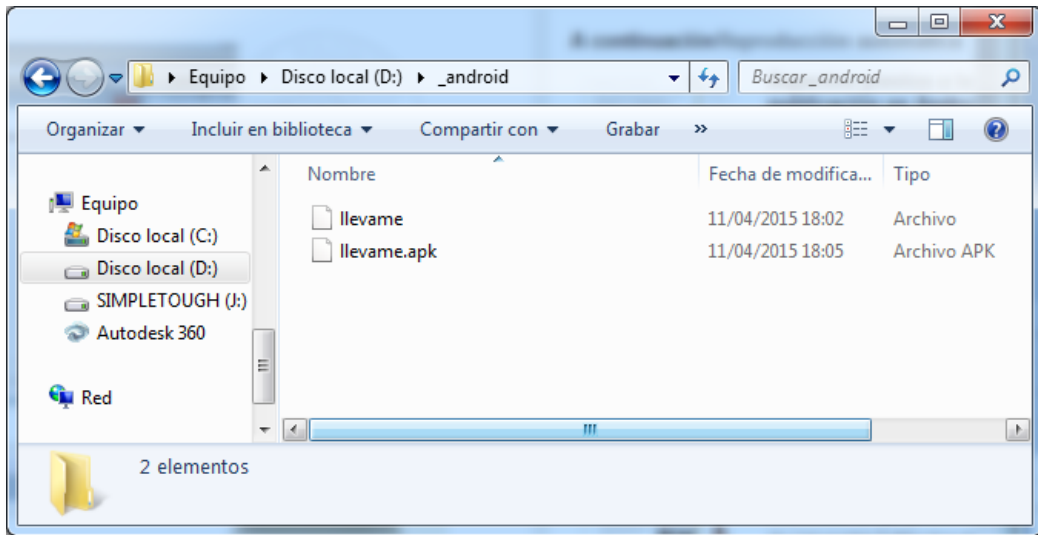 Equipo ▸ Disco local (D:) ▸ _android
Buscar_android
Organizar
Incluir en biblioteca
Compartir con
Grabar
»
Nombre
Fecha de modifica...
Tipo
Equipo
Disco local (C:)
Disco local (D:)
SIMPLETOUGH (J:)
Autodesk 360
Red
llevame 11/04/2015 18:02 Archivo
llevame.apk 11/04/2015 18:05 Archivo APK
2 elementos